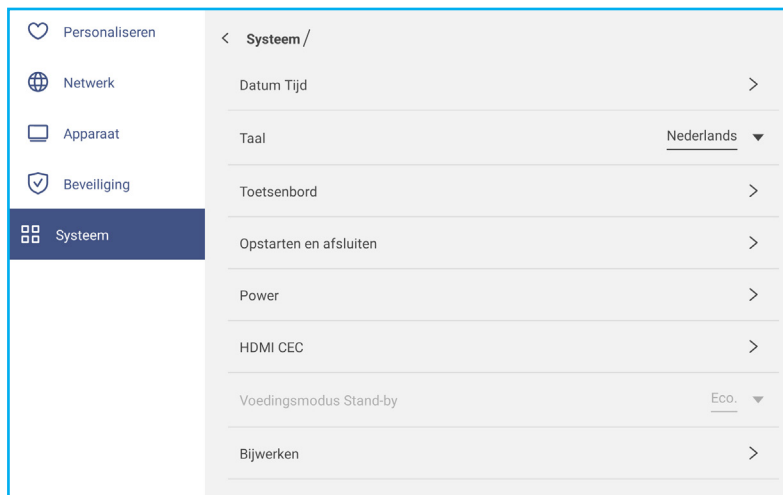 Personaliseren
Netwerk
Apparaat
Beveiliging
Systeem
< Systeem /
Datum Tijd >
Taal Nederlands
Toetsenbord >
Opstarten en afsluiten >
Power >
HDMI CEC >
Voedingsmodus Stand-by Eco.
Bijwerken >